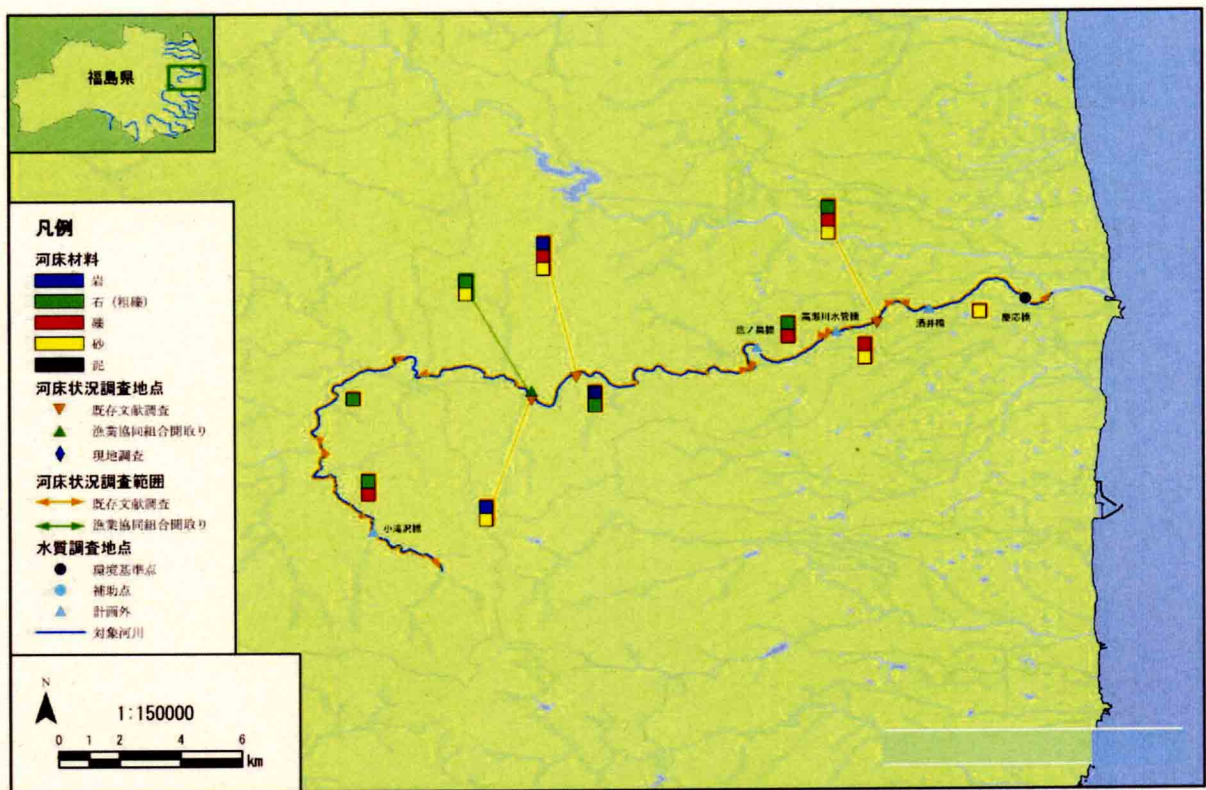 福島県
凡例
河床材料
岩
石 (粗礫)
礫
砂
泥
河床状況調査地点
既存文献調査
漁業協同組合聞取り
現地調査
河床状況調査範囲
既存文献調査
漁業協同組合聞取り
水質調査地点
環境基準点
補助点
計画外
対象河川
N
1:150000
0 1 2 4 6
km
小滝沢橋
高瀬川水管橋
酒井橋
慶応橋